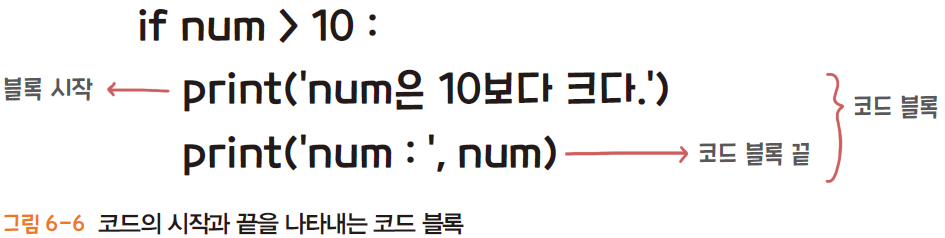 if num > 10 :
블록 시작 print('num은 10보다 크다.')
코드 블록
print('num : ', num) 코드 블록 끝
그림 6-6 코드의 시작과 끝을 나타내는 코드 블록